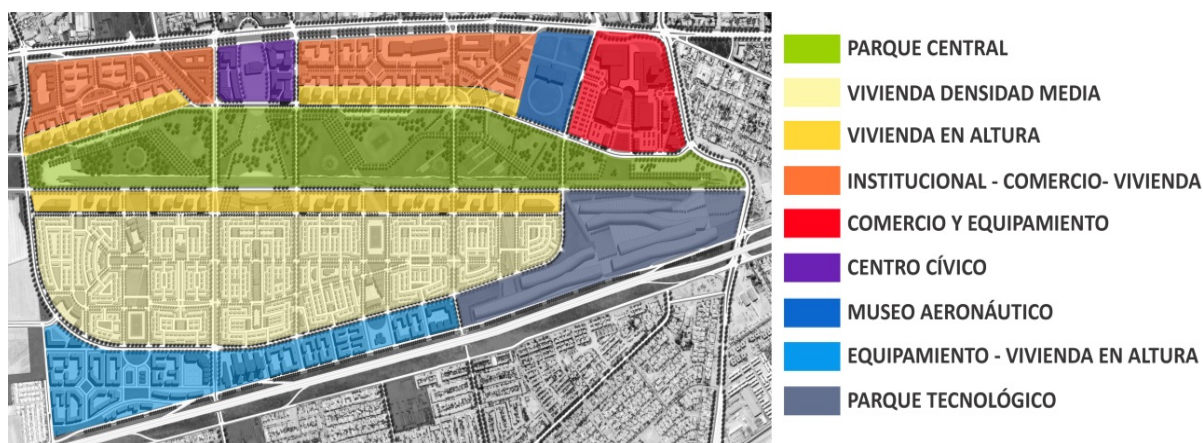 PARQUE CENTRAL
VIVIENDA DENSIDAD MEDIA
VIVIENDA EN ALTURA
INSTITUCIONAL - COMERCIO- VIVIENDA
COMERCIO Y EQUIPAMIENTO
CENTRO CÍVICO
MUSEO AERONÁUTICO
EQUIPAMIENTO - VIVIENDA EN ALTURA
PARQUE TECNOLÓGICO